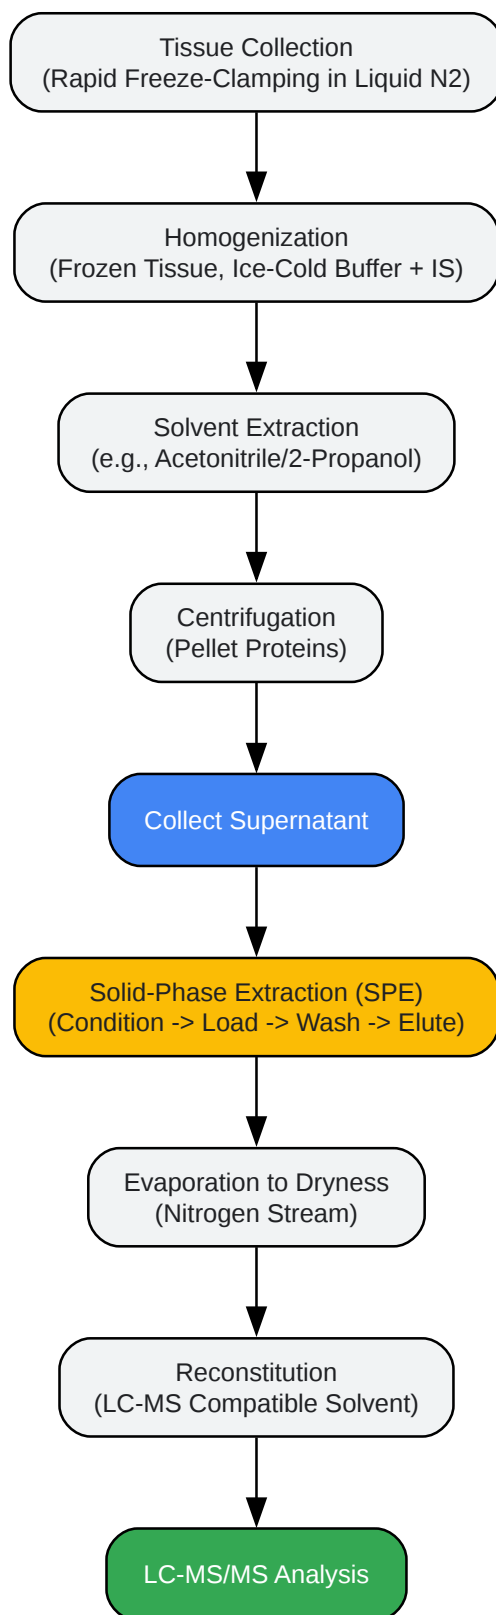 Tissue Collection
(Rapid Freeze-Clamping in Liquid N2)
Homogenization
(Frozen Tissue, Ice-Cold Buffer + IS)
Solvent Extraction
(e.g., Acetonitrile/2-Propanol)
Centrifugation
(Pellet Proteins)
Collect Supernatant
Solid-Phase Extraction (SPE)
(Condition -> Load -> Wash -> Elute)
Evaporation to Dryness
(Nitrogen Stream)
Reconstitution
(LC-MS Compatible Solvent)
LC-MS/MS Analysis